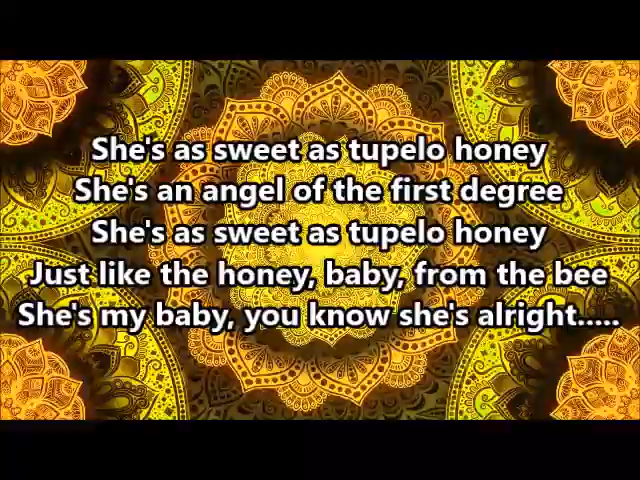 She's as sweet as tupelo honey
She's an angel of the first degree
She's as sweet as tupelo honey
Just like the honey, baby, from the bee
She's my baby, you know she's alright.....